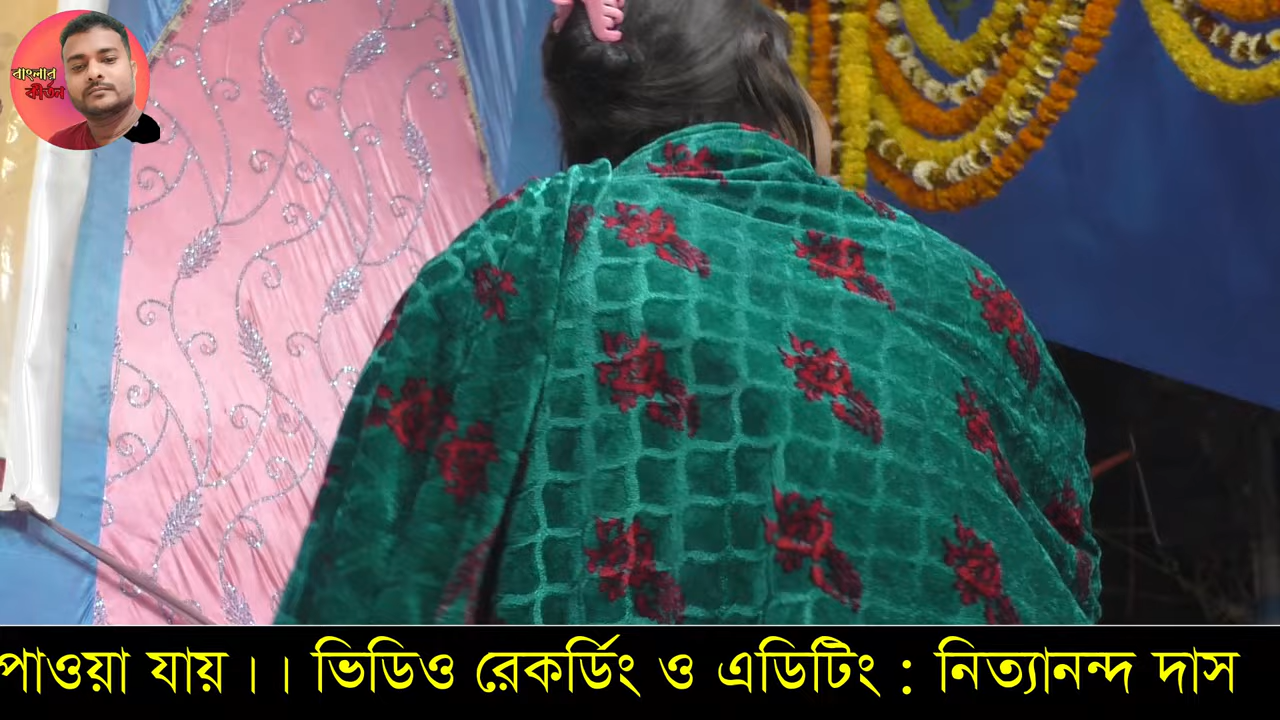 বাংলার
কীর্তন
পাওয়া যায়।। ভিডিও রেকর্ডিং ও এডিটিং : নিত্যানন্দ দাস